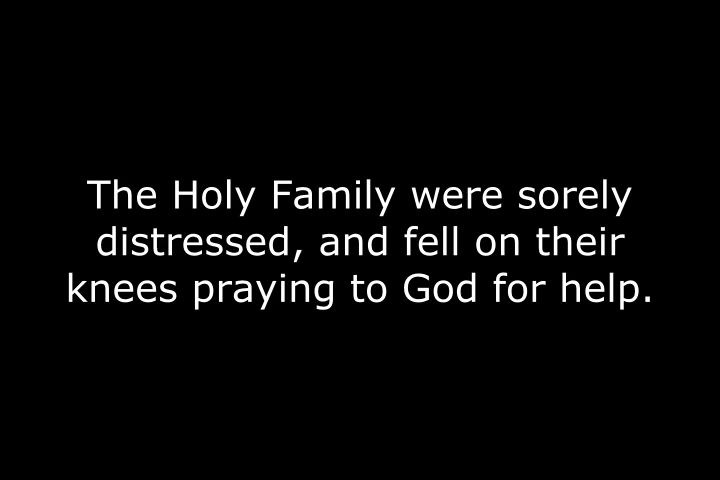 The Holy Family were sorely
distressed, and fell on their
knees praying to God for help.